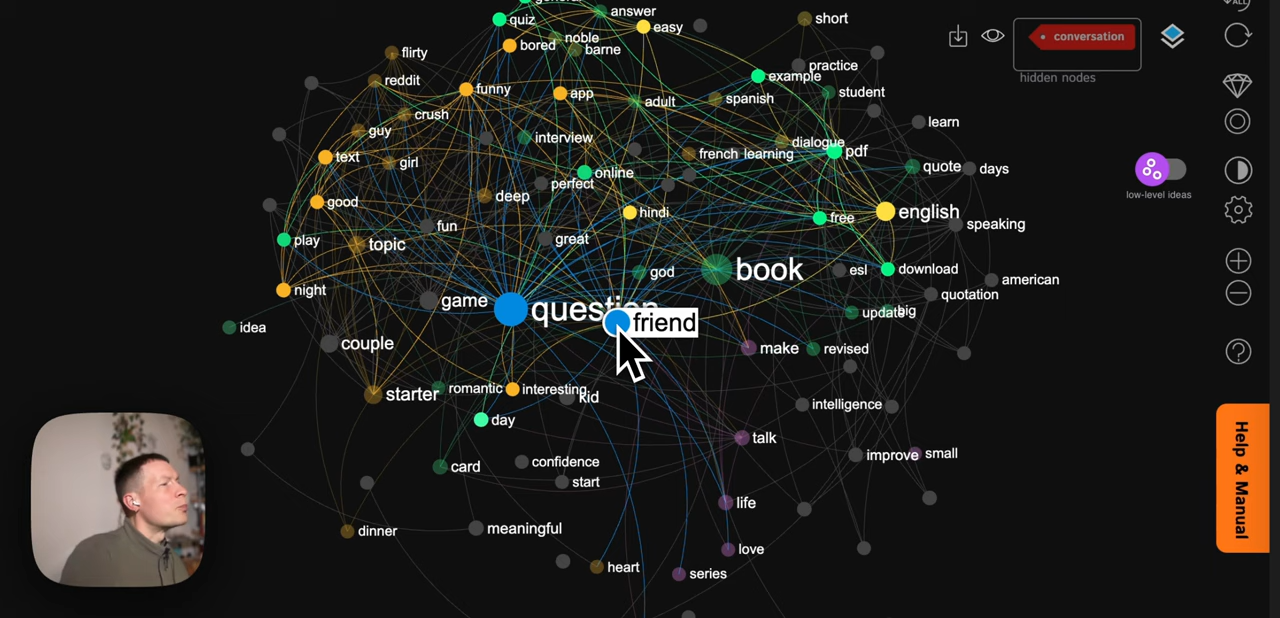 general
answer
quiz
easy
short
noble
bored
barne
flirty
practice
example
reddit
funny
app
student
adult
spanish
crush
learn
guy
interview
dialogue
text
girl
french learning
pdf
quote
days
online
perfect
deep
good
hindi
free
english
speaking
fun
play
topic
great
book
esl
download
god
american
night
game
question
quotation
update
big
idea
friend
couple
make
revised
starter
romantic
interesting
kid
intelligence
day
talk
card
confidence
improve
small
start
life
dinner
meaningful
love
heart
series
ALL
conversation
hidden nodes
low-level ideas
Help & Manual